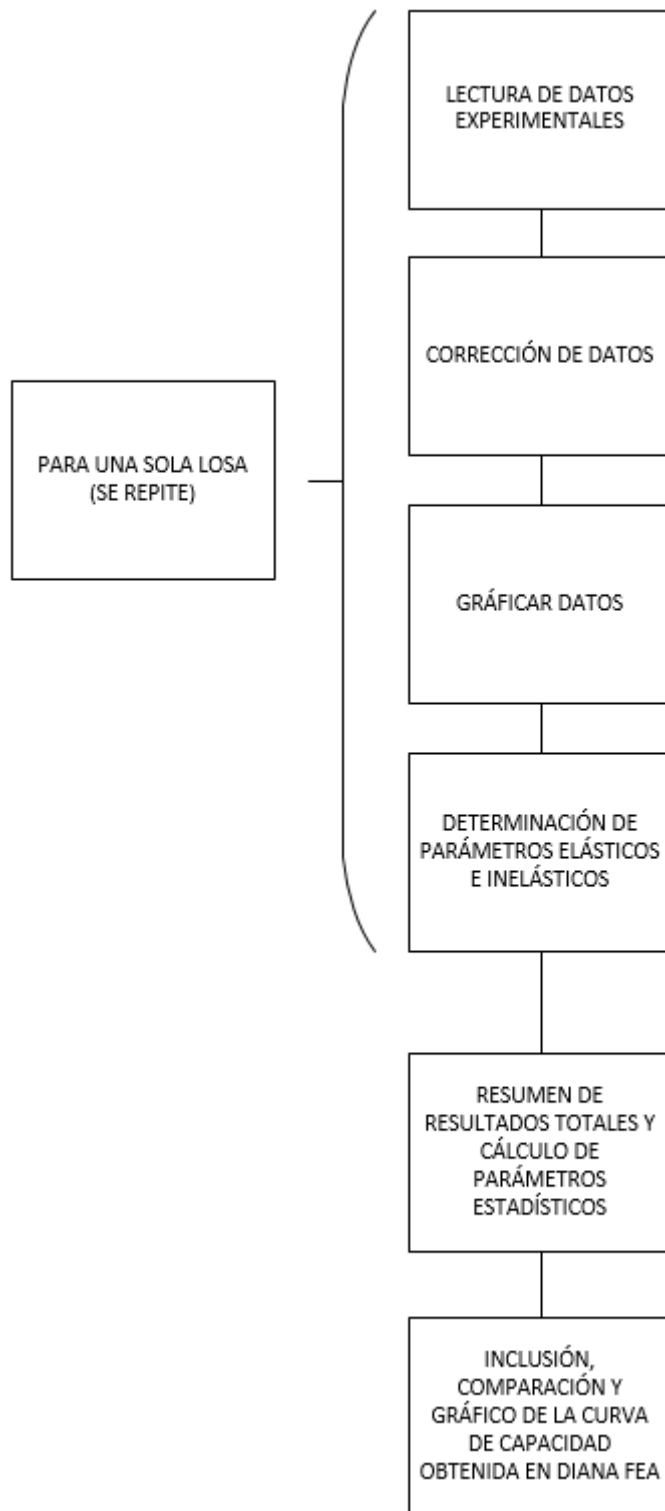 LECTURA DE DATOS
EXPERIMENTALES
CORRECCIÓN DE DATOS
PARA UNA SOLA LOSA
(SE REPITE)
GRÁFICAR DATOS
DETERMINACIÓN DE
PARÁMETROS ELÁSTICOS
E INELÁSTICOS
RESUMEN DE
RESULTADOS TOTALES Y
CÁLCULO DE
PARÁMETROS
ESTADÍSTICOS
INCLUSIÓN,
COMPARACIÓN Y
GRÁFICO DE LA CURVA
DE CAPACIDAD
OBTENIDA EN DIANA FEA